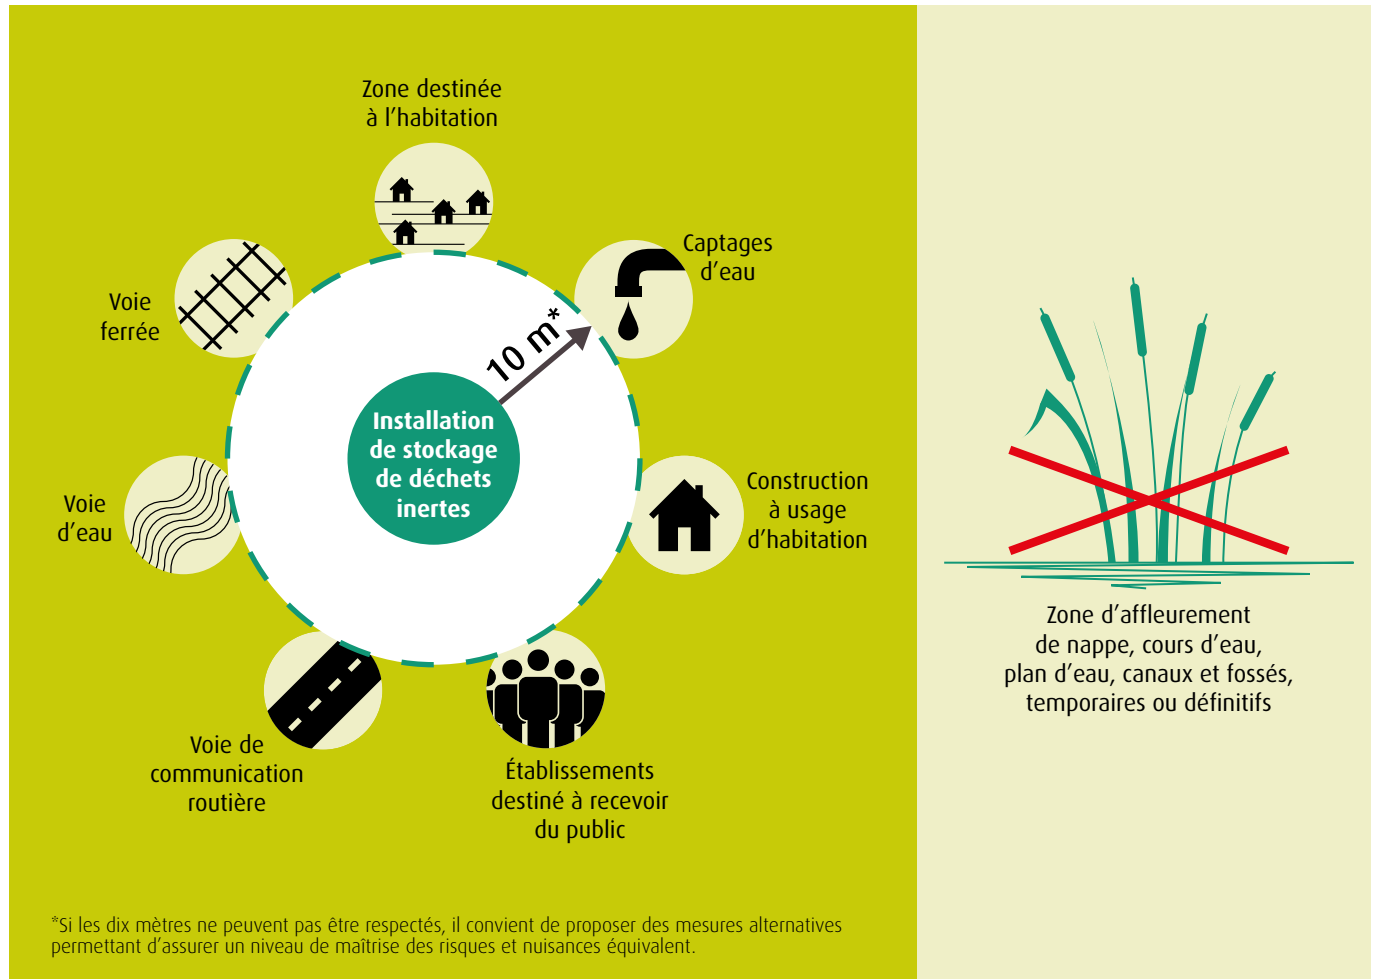 Zone destinée
à l'habitation
Captages
d'eau
Voie
ferrée
10 m*
Installation
de stockage
de déchets
inertes
Voie
d'eau
Construction
à usage
d'habitation
Voie de
communication
routière
Établissements
destiné à recevoir
du public
*Si les dix mètres ne peuvent pas être respectés, il convient de proposer des mesures alternatives
permettant d'assurer un niveau de maîtrise des risques et nuisances équivalent.
Zone d'affleurement
de nappe, cours d'eau,
plan d'eau, canaux et fossés,
temporaires ou définitifs